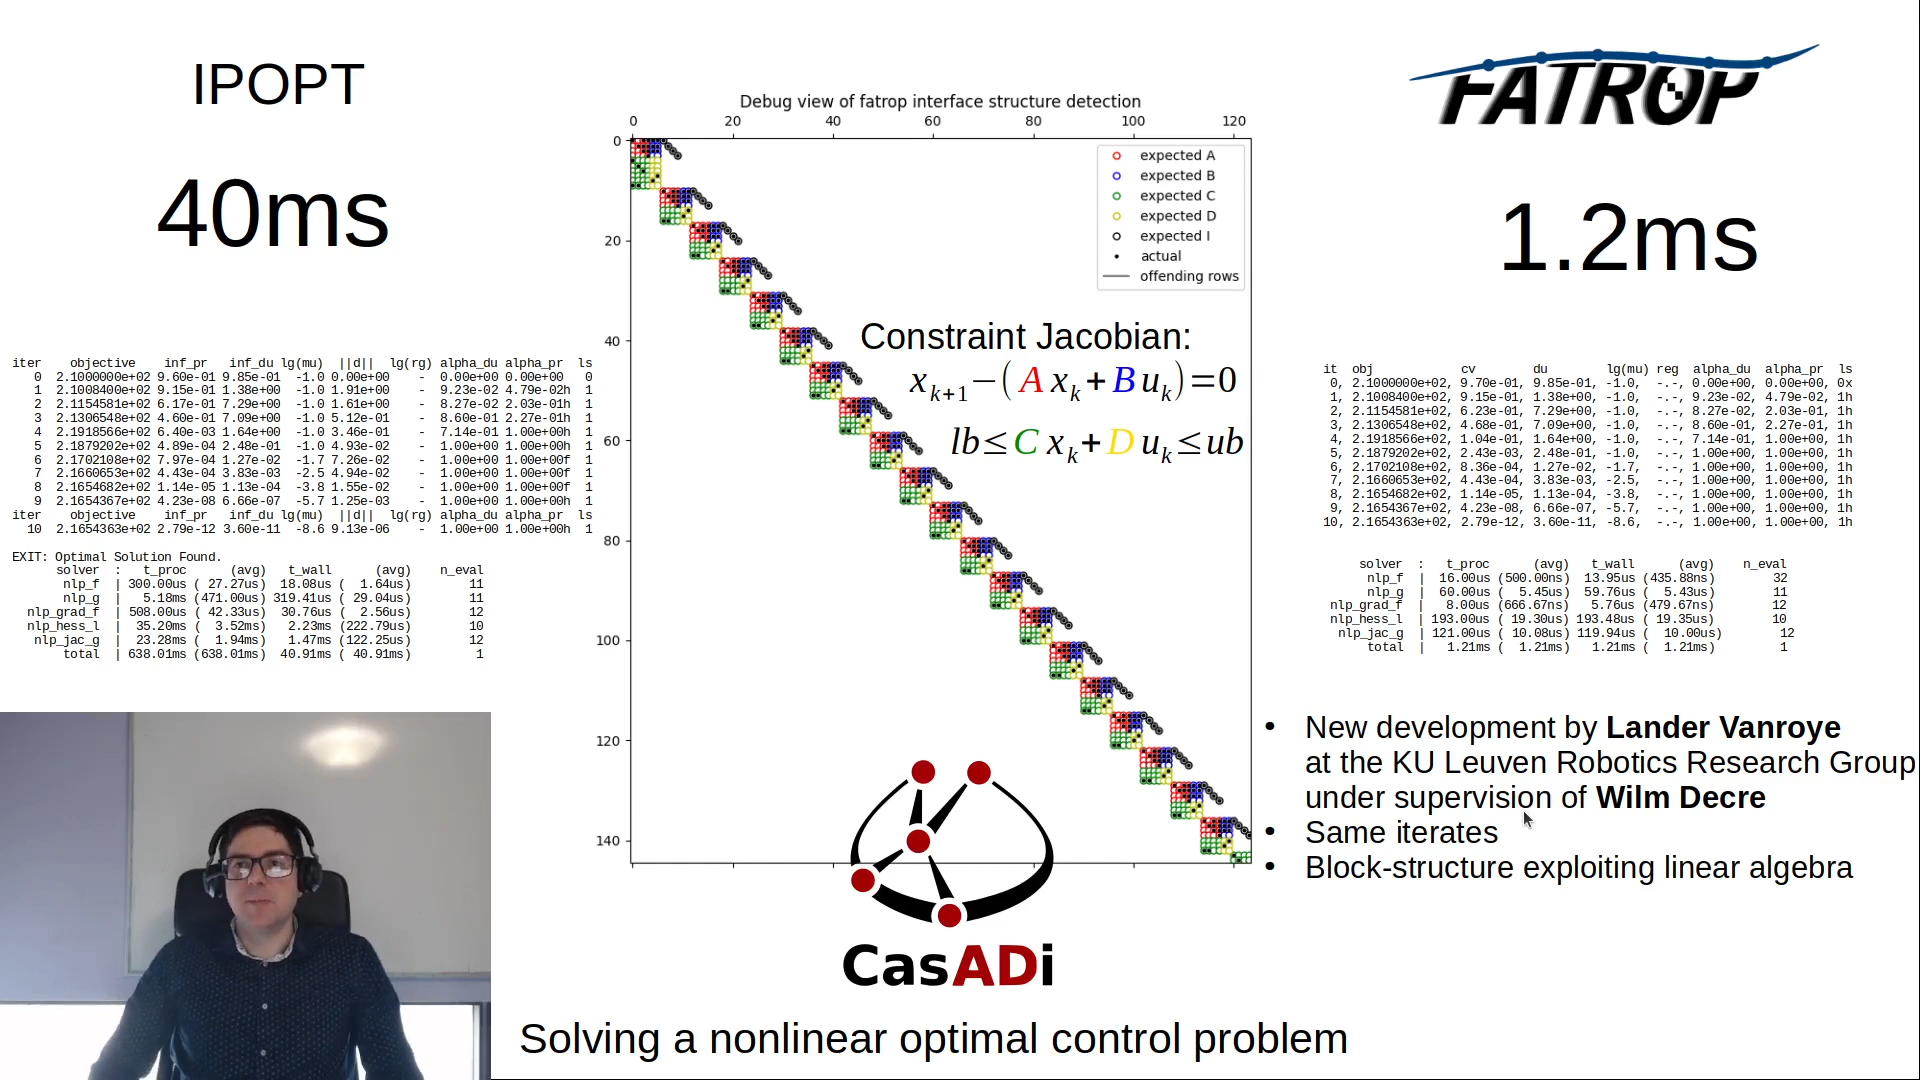 IPOPT
40ms
iter objective inf_pr inf_du lg(mu) ||d|| lg(rg) alpha_du alpha_pr ls
0 2.1000000e+02 9.60e-01 9.85e-01 -1.0 0.00e+00 - 0.00e+00 0.00e+00 0
1 2.1008400e+02 9.15e-01 1.38e+00 -1.0 1.91e+00 - 9.23e-02 4.79e-02h 1
2 2.1154581e+02 6.17e-01 7.29e+00 -1.0 1.61e+00 - 8.27e-02 2.03e-01h 1
3 2.1306548e+02 4.60e-01 7.09e+00 -1.0 5.12e-01 - 8.60e-01 2.27e-01h 1
4 2.1918566e+02 6.40e-03 1.64e+00 -1.0 3.46e-01 - 7.14e-01 1.00e+00h 1
5 2.1879202e+02 4.89e-04 2.48e-01 -1.0 4.93e-02 - 1.00e+00 1.00e+00h 1
6 2.1702108e+02 7.97e-04 1.27e-02 -1.7 7.26e-02 - 1.00e+00 1.00e+00f 1
7 2.1660653e+02 4.43e-04 3.83e-03 -2.5 4.94e-02 - 1.00e+00 1.00e+00f 1
8 2.1654682e+02 1.14e-05 1.13e-04 -3.8 1.55e-02 - 1.00e+00 1.00e+00f 1
9 2.1654367e+02 4.23e-08 6.66e-07 -5.7 1.25e-03 - 1.00e+00 1.00e+00h 1
iter objective inf_pr inf_du lg(mu) ||d|| lg(rg) alpha_du alpha_pr ls
10 2.1654363e+02 2.79e-12 3.60e-11 -8.6 9.13e-06 - 1.00e+00 1.00e+00h 1
EXIT: Optimal Solution Found.
solver : t_proc (avg) t_wall (avg) n_eval
nlp_f | 300.00us ( 27.27us) 18.08us ( 1.64us) 11
nlp_g | 5.18ms (471.00us) 319.41us ( 29.04us) 11
nlp_grad_f | 508.00us ( 42.33us) 30.76us ( 2.56us) 12
nlp_hess_l | 35.20ms ( 3.52ms) 2.23ms (222.79us) 10
nlp_jac_g | 23.28ms ( 1.94ms) 1.47ms (122.25us) 12
total | 638.01ms (638.01ms) 40.91ms ( 40.91ms) 1
Debug view of fatrop interface structure detection
0 20 40 60 80 100 120
0
20
40
60
80
100
120
140
expected A
expected B
expected C
expected D
expected I
actual
offending rows
Constraint Jacobian:
xk+1−(A xk+B uk)=0
lb≤C xk+D uk≤ub
CasADi
Solving a nonlinear optimal control problem
FATROP
1.2ms
it obj cv du lg(mu) reg alpha_du alpha_pr ls
0, 2.1000000e+02, 9.70e-01, 9.85e-01, -1.0, -.-, 0.00e+00, 0.00e+00, 0x
1, 2.1008400e+02, 9.15e-01, 1.38e+00, -1.0, -.-, 9.23e-02, 4.79e-02, 1h
2, 2.1154581e+02, 6.23e-01, 7.29e+00, -1.0, -.-, 8.27e-02, 2.03e-01, 1h
3, 2.1306548e+02, 4.68e-01, 7.09e+00, -1.0, -.-, 8.60e-01, 2.27e-01, 1h
4, 2.1918566e+02, 1.04e-01, 1.64e+00, -1.0, -.-, 7.14e-01, 1.00e+00, 1h
5, 2.1879202e+02, 2.43e-03, 2.48e-01, -1.0, -.-, 1.00e+00, 1.00e+00, 1h
6, 2.1702108e+02, 8.36e-04, 1.27e-02, -1.7, -.-, 1.00e+00, 1.00e+00, 1h
7, 2.1660653e+02, 4.43e-04, 3.83e-03, -2.5, -.-, 1.00e+00, 1.00e+00, 1h
8, 2.1654682e+02, 1.14e-05, 1.13e-04, -3.8, -.-, 1.00e+00, 1.00e+00, 1h
9, 2.1654367e+02, 4.23e-08, 6.66e-07, -5.7, -.-, 1.00e+00, 1.00e+00, 1h
10, 2.1654363e+02, 2.79e-12, 3.60e-11, -8.6, -.-, 1.00e+00, 1.00e+00, 1h
solver : t_proc (avg) t_wall (avg) n_eval
nlp_f | 16.00us (500.00ns) 13.95us (435.88ns) 32
nlp_g | 60.00us ( 5.45us) 59.76us ( 5.43us) 11
nlp_grad_f | 8.00us (666.67ns) 5.76us (479.67ns) 12
nlp_hess_l | 193.00us ( 19.30us) 193.48us ( 19.35us) 10
nlp_jac_g | 121.00us ( 10.08us) 119.94us ( 10.00us) 12
total | 1.21ms ( 1.21ms) 1.21ms ( 1.21ms) 1
• New development by Lander Vanroye
at the KU Leuven Robotics Research Group
under supervision of Wilm Decre
• Same iterates
• Block-structure exploiting linear algebra